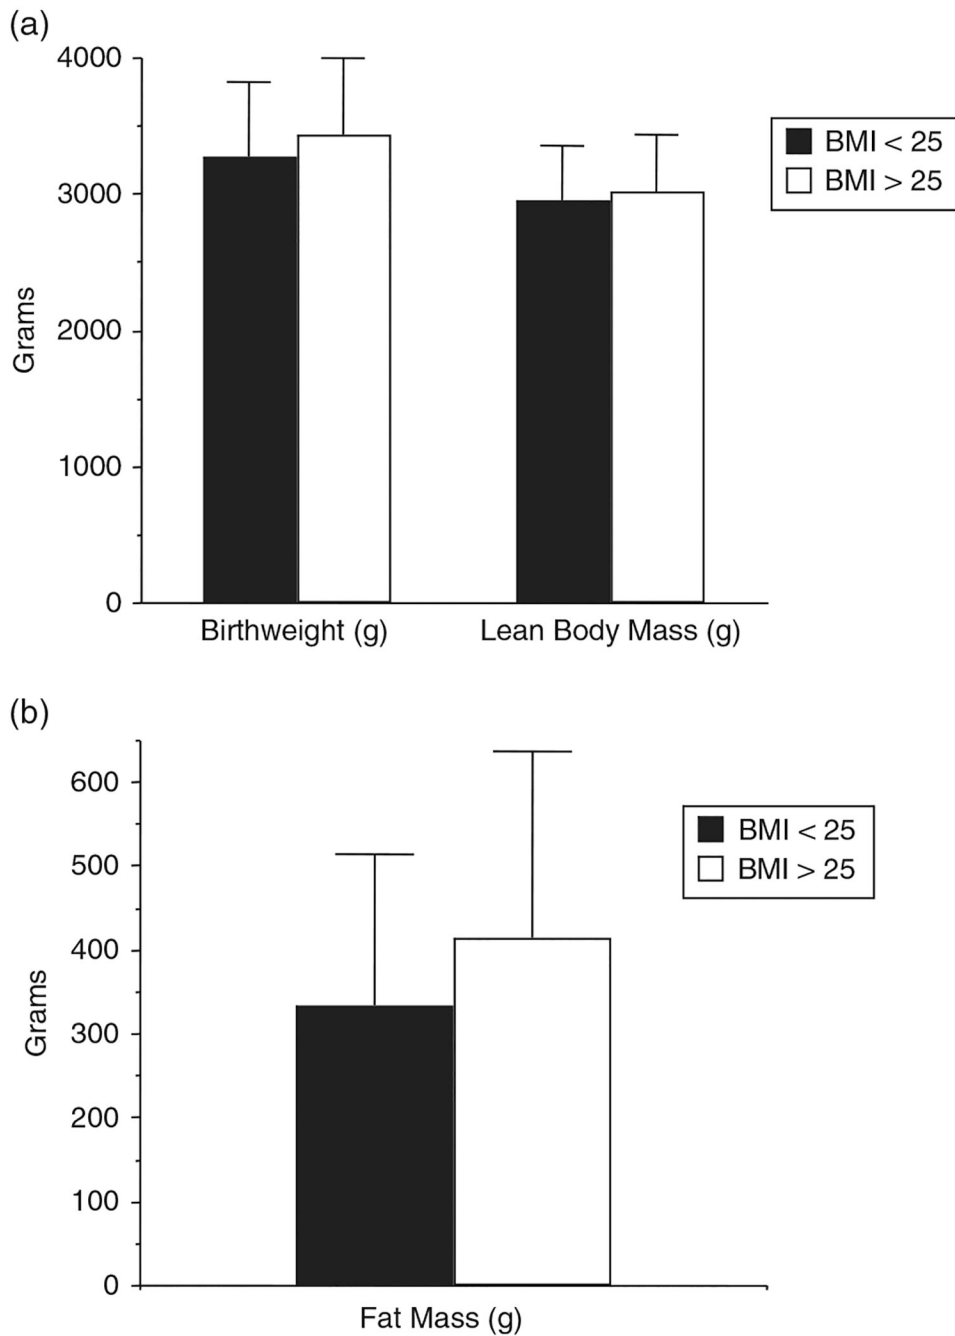 (a)
4000
3000
2000
1000
0
Grams
BMI < 25
BMI > 25
Birthweight (g)
Lean Body Mass (g)
(b)
600
500
400
300
200
100
0
Grams
BMI < 25
BMI > 25
Fat Mass (g)